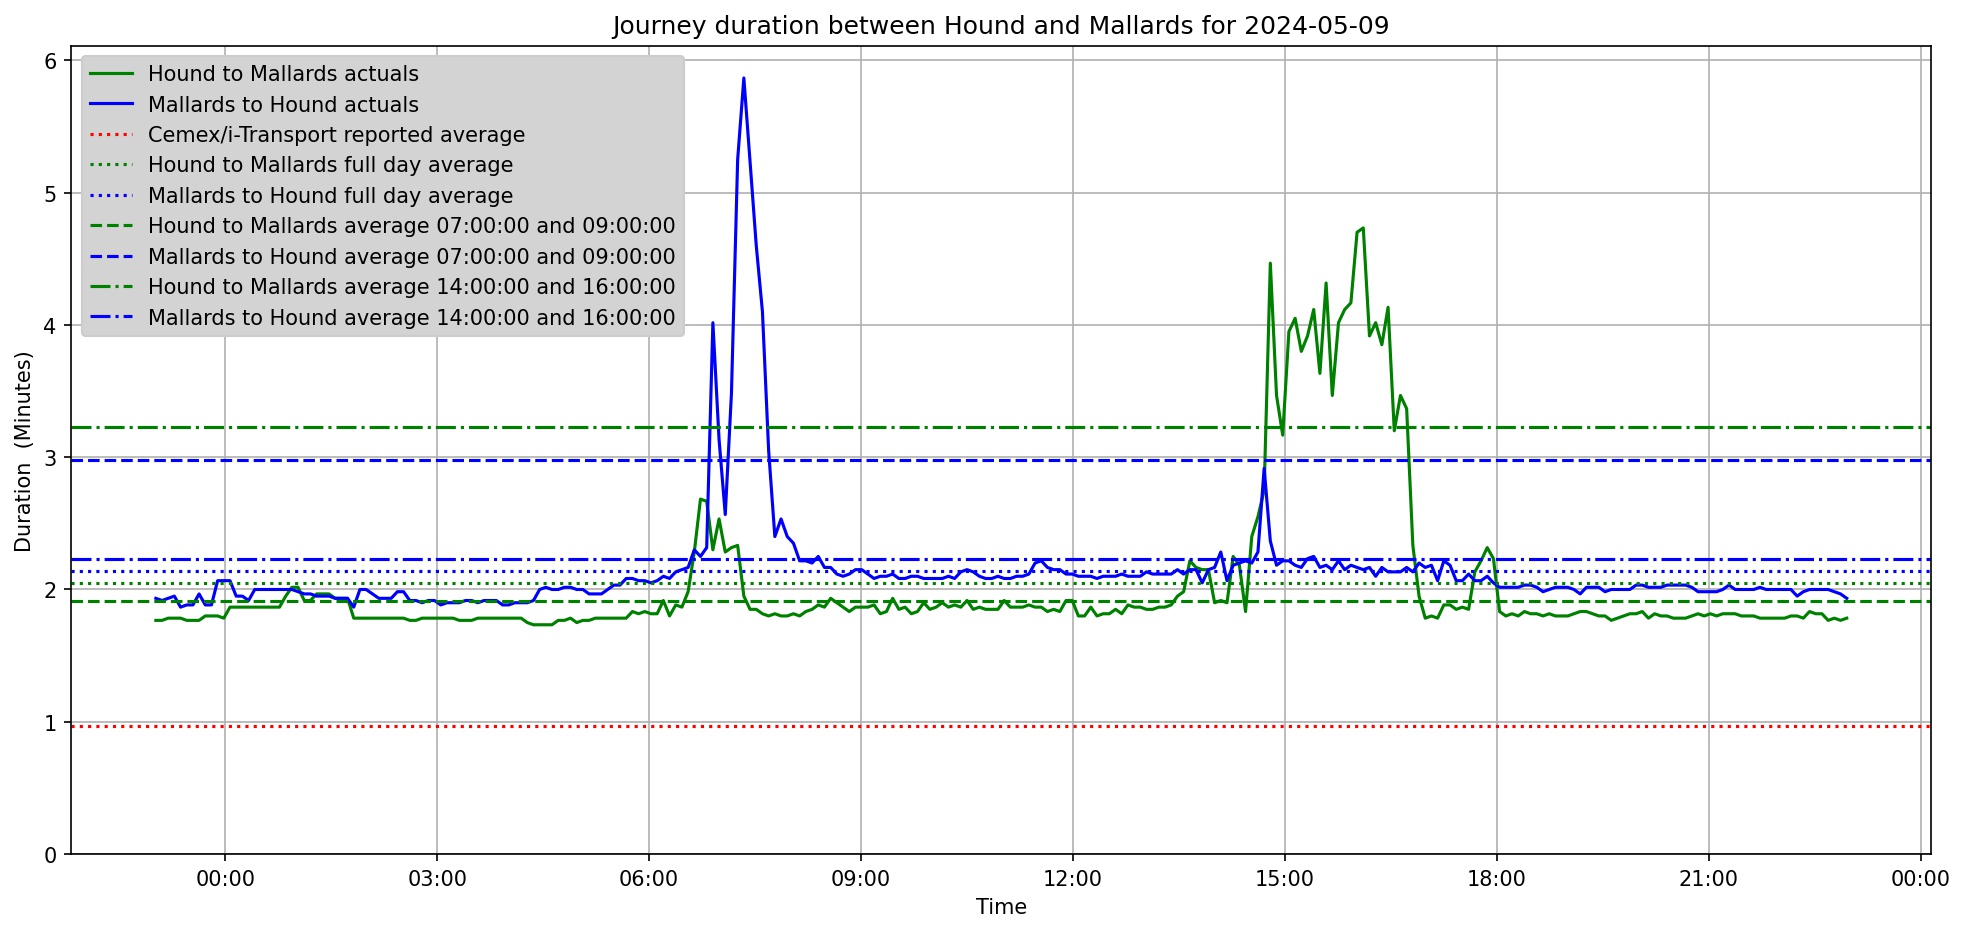 Journey duration between Hound and Mallards for 2024-05-09
6
5
4
3
2
1
0
Duration  (Minutes)
Hound to Mallards actuals
Mallards to Hound actuals
Cemex/i-Transport reported average
Hound to Mallards full day average
Mallards to Hound full day average
Hound to Mallards average 07:00:00 and 09:00:00
Mallards to Hound average 07:00:00 and 09:00:00
Hound to Mallards average 14:00:00 and 16:00:00
Mallards to Hound average 14:00:00 and 16:00:00
00:00 03:00 06:00 09:00 12:00 15:00 18:00 21:00 00:00
Time